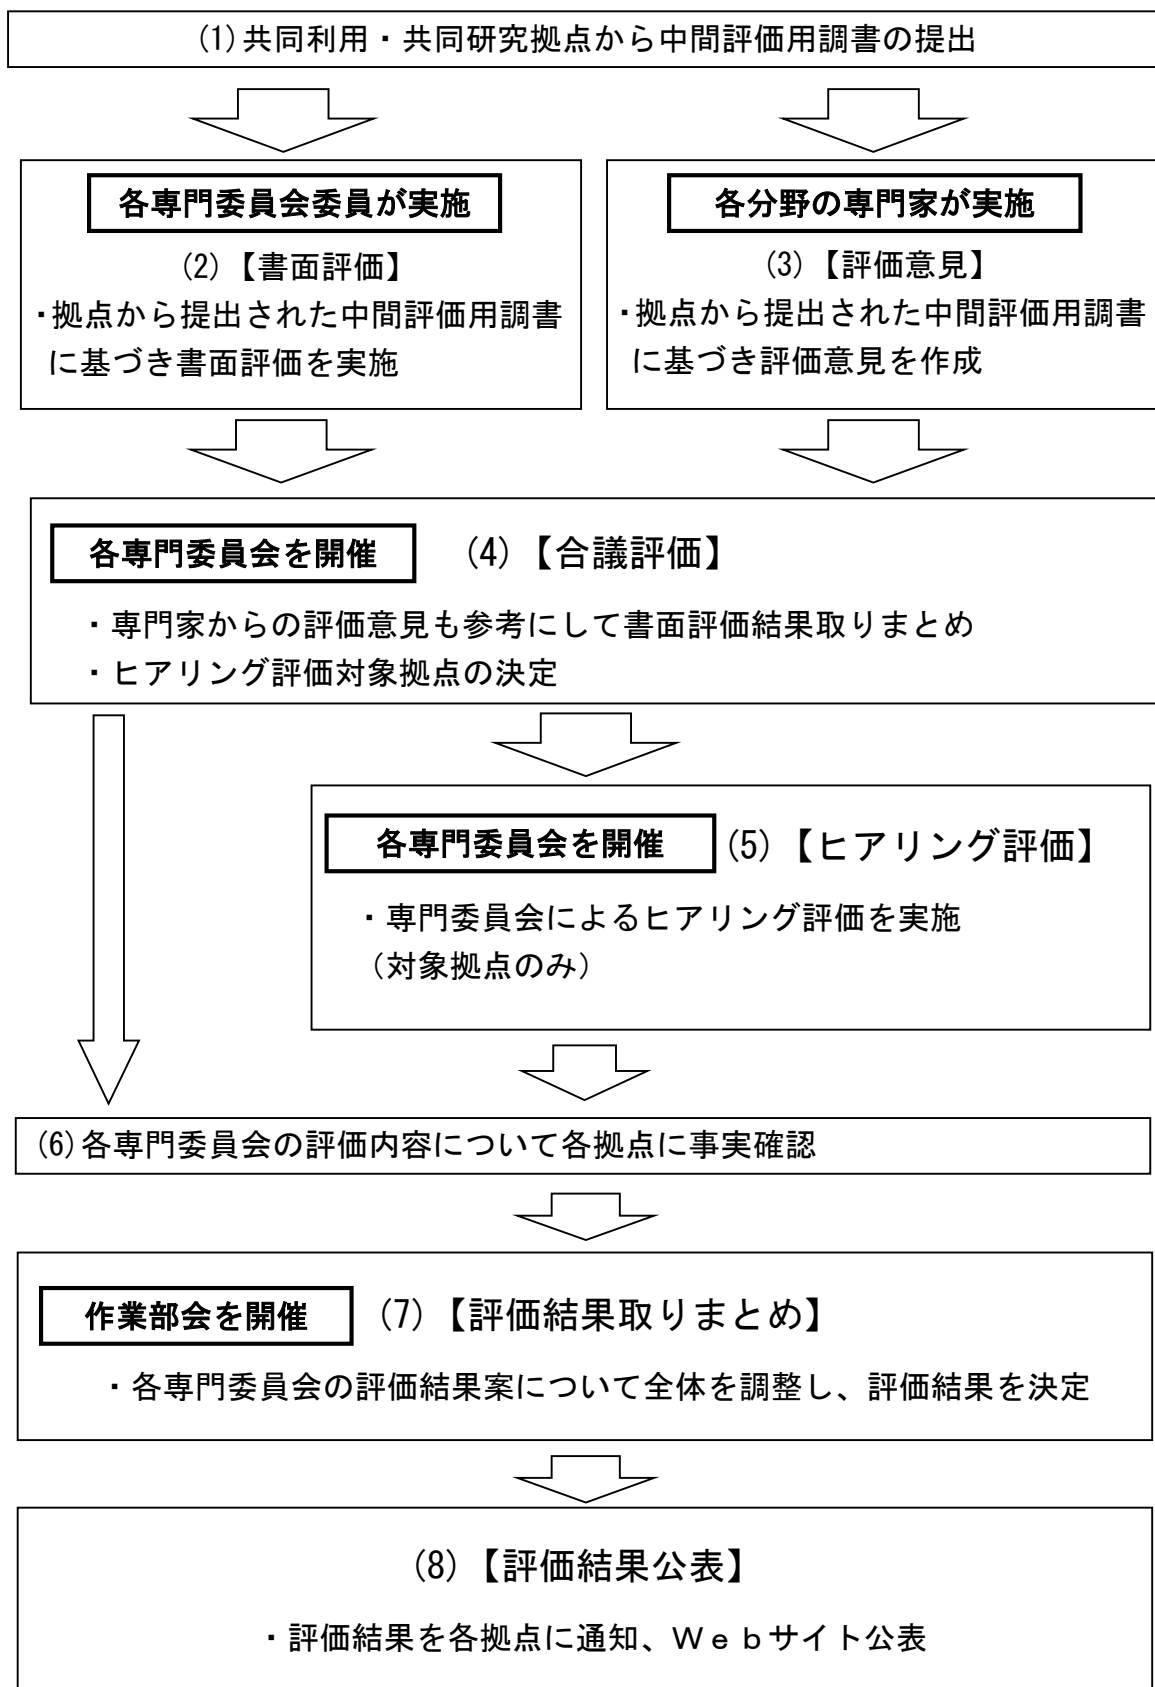 (1)共同利用・共同研究拠点から中間評価用調書の提出
各専門委員会委員が実施
(2)【書面評価】
・拠点から提出された中間評価用調書
に基づき書面評価を実施
各分野の専門家が実施
(3)【評価意見】
・拠点から提出された中間評価用調書
に基づき評価意見を作成
各専門委員会を開催 (4)【合議評価】
・専門家からの評価意見も参考にして書面評価結果取りまとめ
・ヒアリング評価対象拠点の決定
各専門委員会を開催 (5)【ヒアリング評価】
・専門委員会によるヒアリング評価を実施
（対象拠点のみ）
(6)各専門委員会の評価内容について各拠点に事実確認
作業部会を開催 (7)【評価結果取りまとめ】
・各専門委員会の評価結果案について全体を調整し、評価結果を決定
(8)【評価結果公表】
・評価結果を各拠点に通知、Ｗｅｂサイト公表